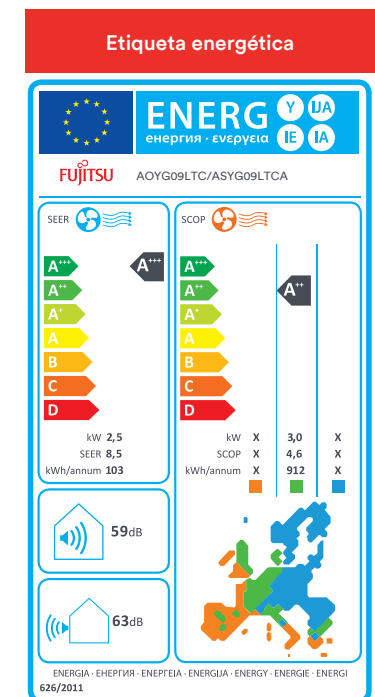 Etiqueta energética
ENERG Y IJA
енергия · ενεργεια IE IA
FUJITSU AOYG09LTC/ASYG09LTCA
SEER
SCOP
A+++ A+++ A+++
A++ A++ A++
A+ A+
A A
B B
C C
D D
kW 2,5 kW X 3,0 X
SEER 8,5 SCOP X 4,6 X
kWh/annum 103 kWh/annum X 912 X
59dB
63dB
ENERGIA · ЕНЕРГИЯ · ΕΝΕΡΓΕΙΑ · ENERGIJA · ENERGY · ENERGIE · ENERGI
626/2011